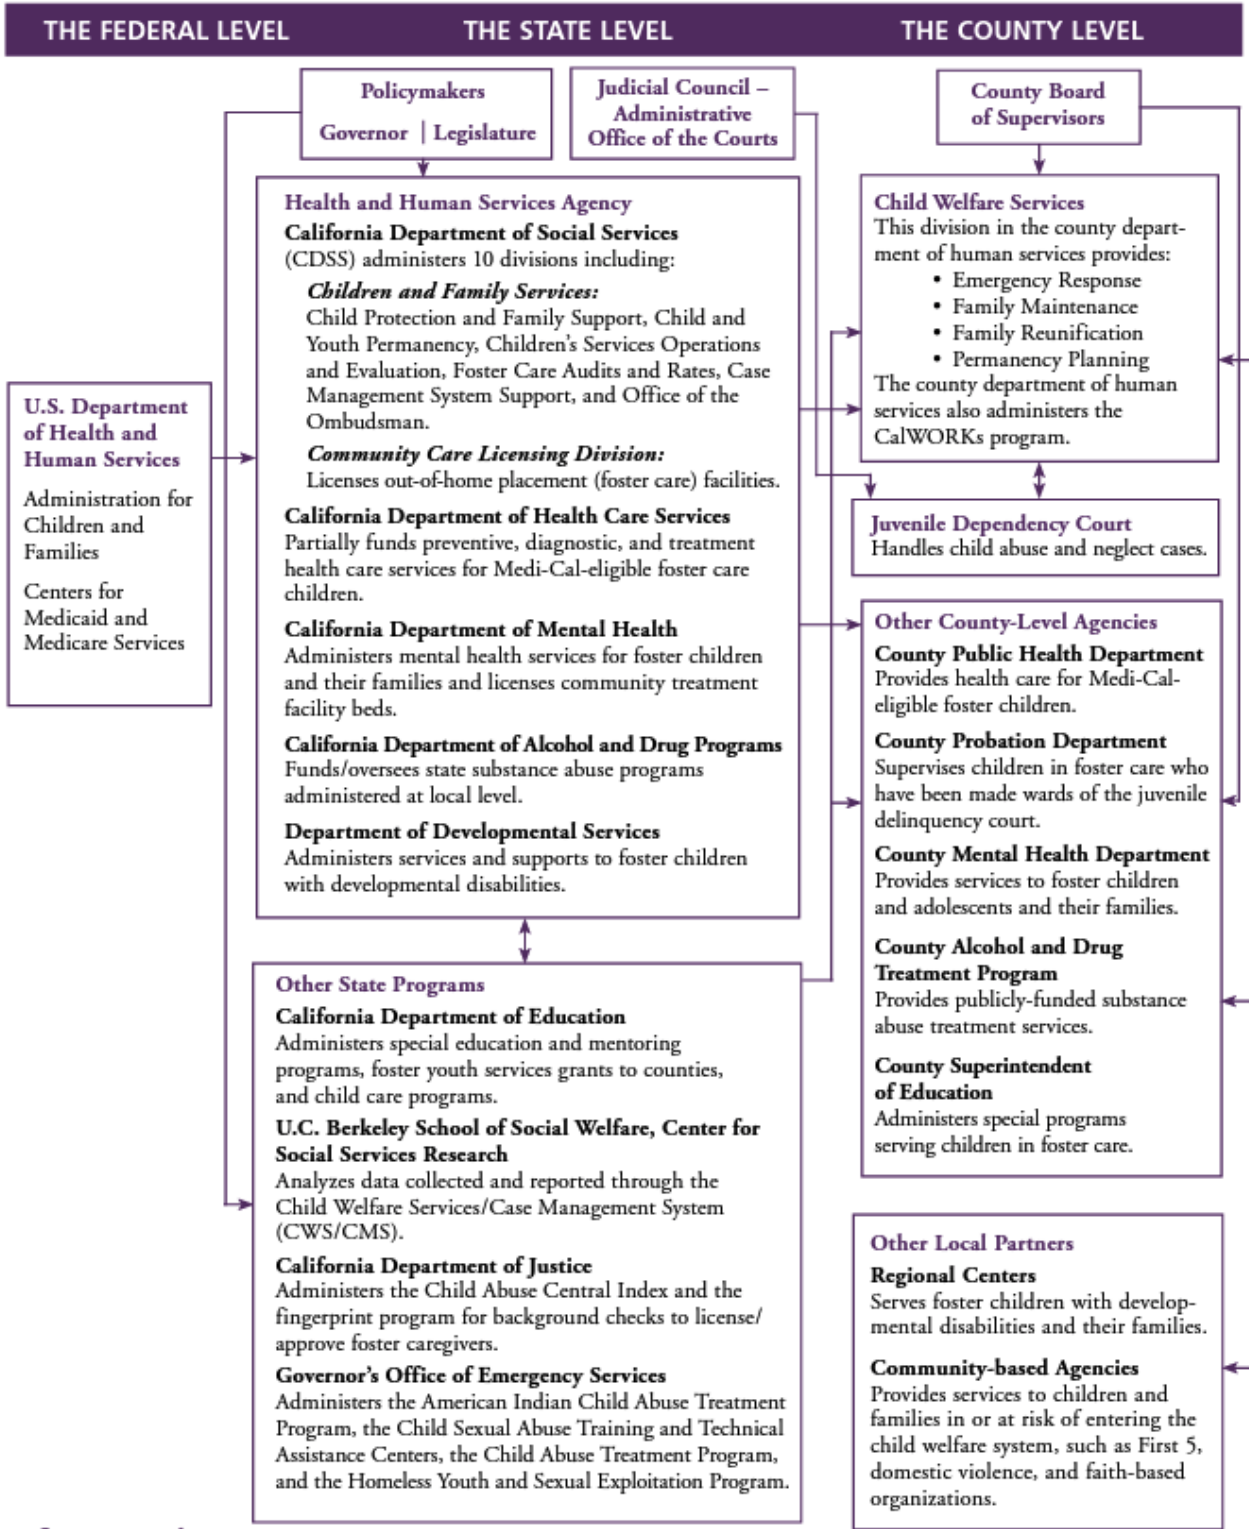 THE FEDERAL LEVEL
THE STATE LEVEL
THE COUNTY LEVEL
U.S. Department
of Health and
Human Services
Administration for
Children and
Families
Centers for
Medicaid and
Medicare Services
Policymakers
Governor | Legislature
Judicial Council –
Administrative
Office of the Courts
Health and Human Services Agency
California Department of Social Services
(CDSS) administers 10 divisions including:
Children and Family Services:
Child Protection and Family Support, Child and
Youth Permanency, Children's Services Operations
and Evaluation, Foster Care Audits and Rates, Case
Management System Support, and Office of the
Ombudsman.
Community Care Licensing Division:
Licenses out-of-home placement (foster care) facilities.
California Department of Health Care Services
Partially funds preventive, diagnostic, and treatment
health care services for Medi-Cal-eligible foster care
children.
California Department of Mental Health
Administers mental health services for foster children
and their families and licenses community treatment
facility beds.
California Department of Alcohol and Drug Programs
Funds/oversees state substance abuse programs
administered at local level.
Department of Developmental Services
Administers services and supports to foster children
with developmental disabilities.
Other State Programs
California Department of Education
Administers special education and mentoring
programs, foster youth services grants to counties,
and child care programs.
U.C. Berkeley School of Social Welfare, Center for
Social Services Research
Analyzes data collected and reported through the
Child Welfare Services/Case Management System
(CWS/CMS).
California Department of Justice
Administers the Child Abuse Central Index and the
fingerprint program for background checks to license/
approve foster caregivers.
Governor's Office of Emergency Services
Administers the American Indian Child Abuse Treatment
Program, the Child Sexual Abuse Training and Technical
Assistance Centers, the Child Abuse Treatment Program,
and the Homeless Youth and Sexual Exploitation Program.
County Board
of Supervisors
Child Welfare Services
This division in the county depart-
ment of human services provides:
• Emergency Response
• Family Maintenance
• Family Reunification
• Permanency Planning
The county department of human
services also administers the
CalWORKs program.
Juvenile Dependency Court
Handles child abuse and neglect cases.
Other County-Level Agencies
County Public Health Department
Provides health care for Medi-Cal-
eligible foster children.
County Probation Department
Supervises children in foster care who
have been made wards of the juvenile
delinquency court.
County Mental Health Department
Provides services to foster children
and adolescents and their families.
County Alcohol and Drug
Treatment Program
Provides publicly-funded substance
abuse treatment services.
County Superintendent
of Education
Administers special programs
serving children in foster care.
Other Local Partners
Regional Centers
Serves foster children with develop-
mental disabilities and their families.
Community-based Agencies
Provides services to children and
families in or at risk of entering the
child welfare system, such as First 5,
domestic violence, and faith-based
organizations.